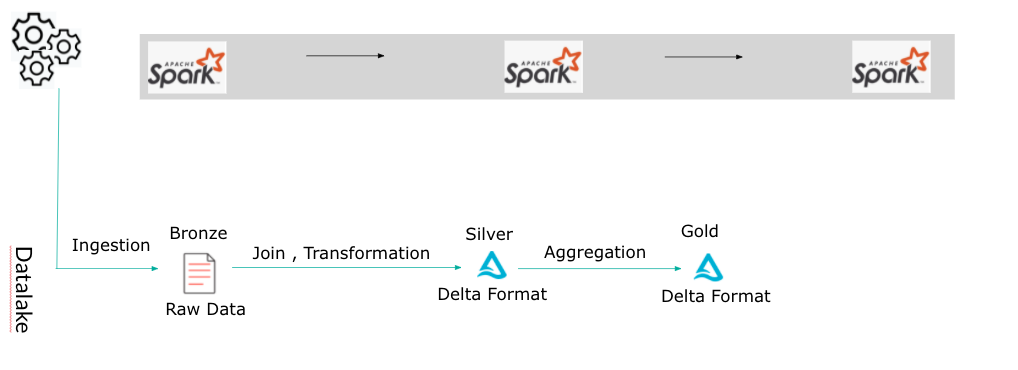 APACHE
Spark
APACHE
Spark
APACHE
Spark
Datalake
Ingestion
Bronze
Raw Data
Join , Transformation
Silver
Delta Format
Aggregation
Gold
Delta Format